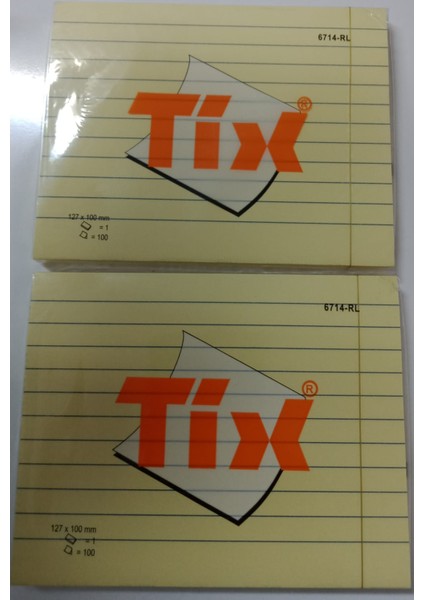 6714-RL
Tix®
127 x 100 mm
= 1
= 100
6714-RL
Tix®
127 x 100 mm
= 1
= 100